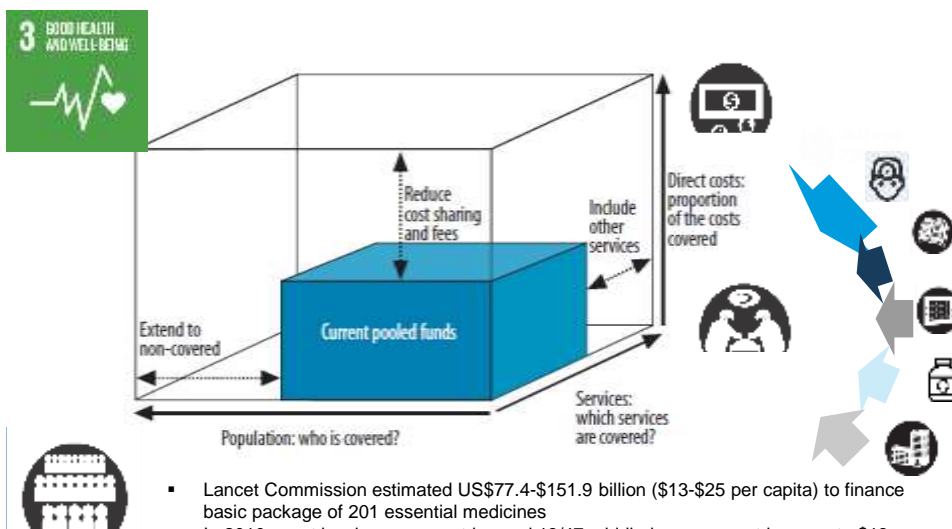 3 GOOD HEALTH
AND WELL-BEING
Reduce
cost sharing
and fees
Include
other
services
Direct costs:
proportion
of the costs
covered
Extend to
non-covered
Current pooled funds
Population: who is covered?
Services:
which services
are covered?
▪ Lancet Commission estimated US$77.4-$151.9 billion ($13-$25 per capita) to finance
basic package of 201 essential medicines